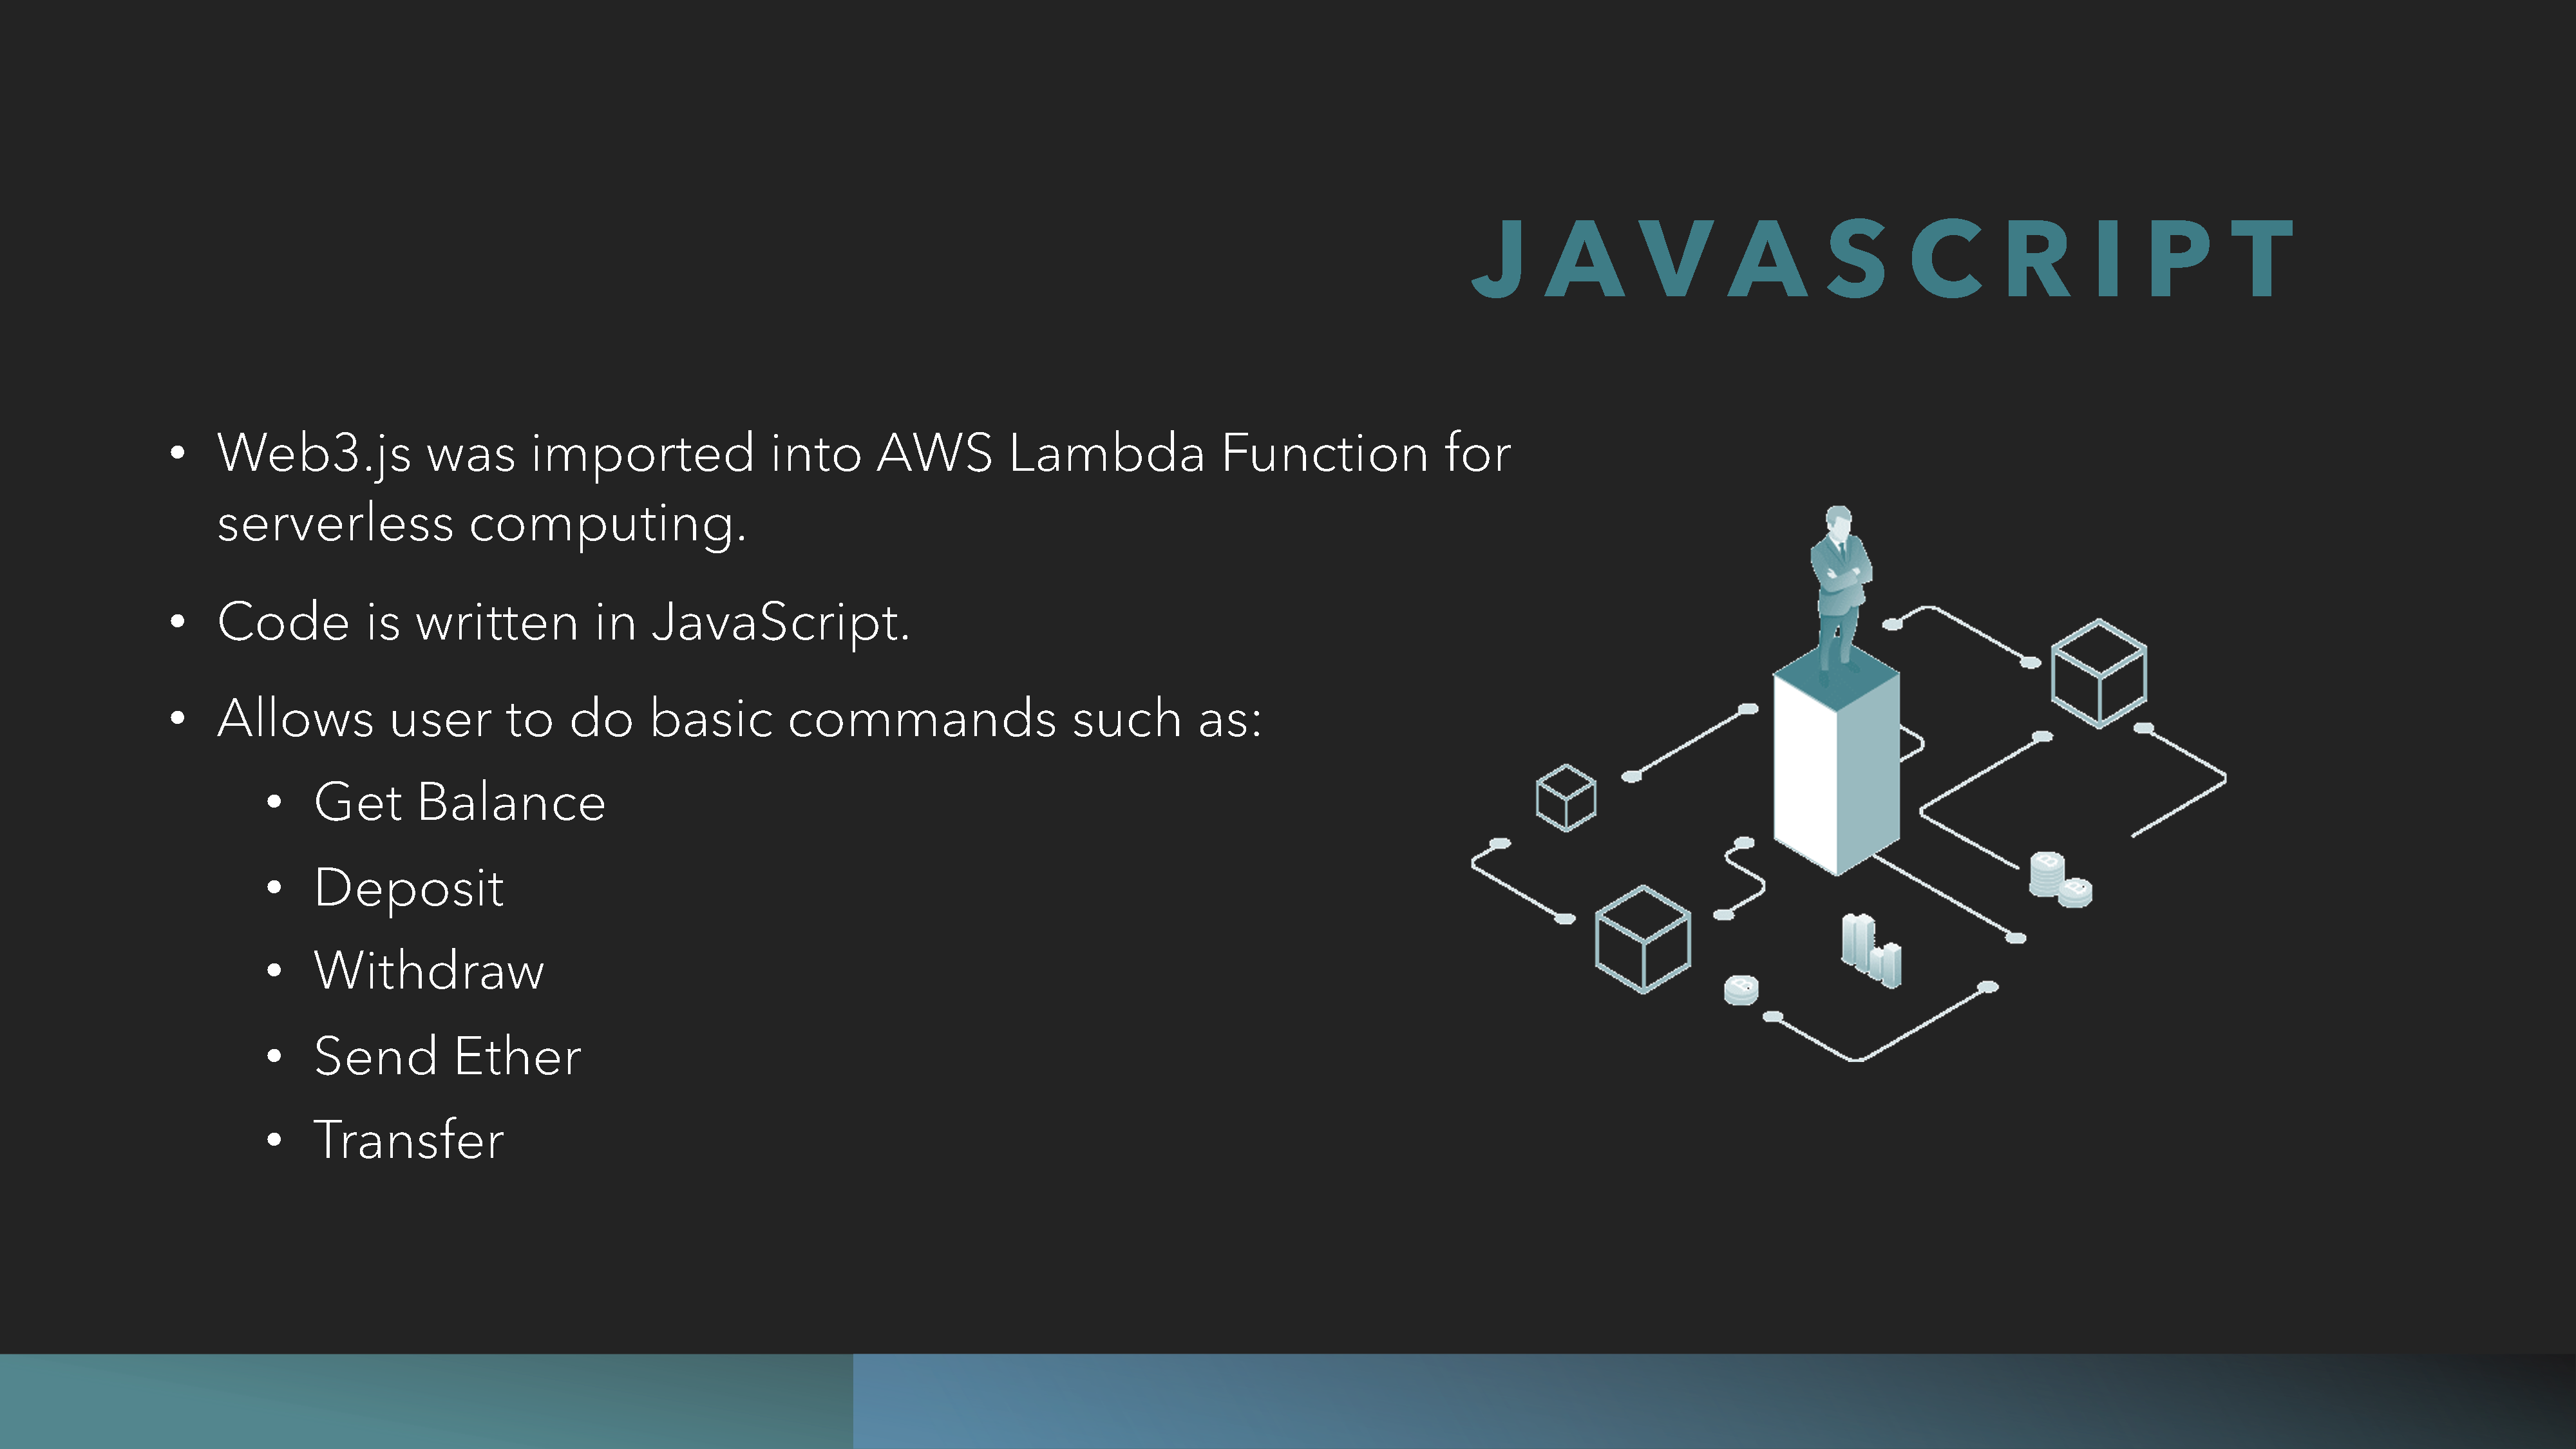 JAVASCRIPT
• Web3.js was imported into AWS Lambda Function for
serverless computing.
• Code is written in JavaScript.
• Allows user to do basic commands such as:
• Get Balance
• Deposit
• Withdraw
• Send Ether
• Transfer